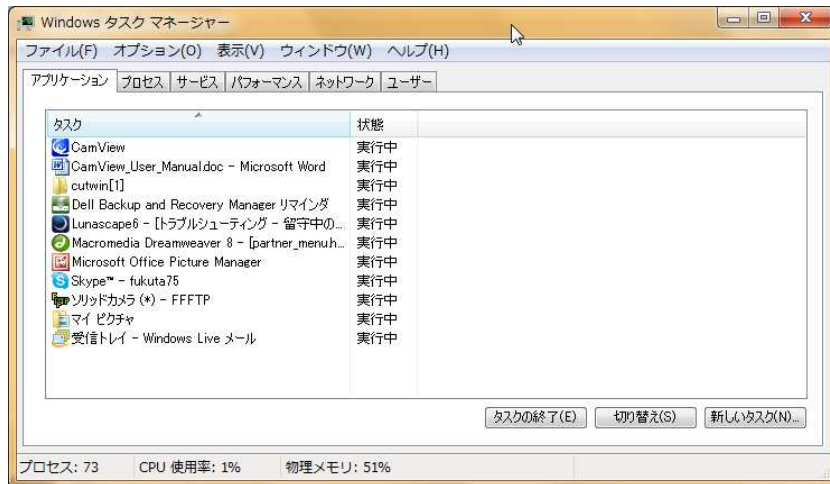 Windows タスク マネージャー
ファイル(F) オプション(O) 表示(V) ウィンドウ(W) ヘルプ(H)
アプリケーション プロセス サービス パフォーマンス ネットワーク ユーザー
タスク 状態
CamView 実行中
CamView_User_Manual.doc - Microsoft Word 実行中
cutwin[1] 実行中
Dell Backup and Recovery Manager リマインダ 実行中
Lunascape6 - [トラブルシューティング - 留守中の... 実行中
Macromedia Dreamweaver 8 - [partner_menu.h... 実行中
Microsoft Office Picture Manager 実行中
Skype™ - fukuta75 実行中
ソリッドカメラ (*) - FFFTP 実行中
マイ ピクチャ 実行中
受信トレイ - Windows Live メール 実行中
タスクの終了(E) 切り替え(S) 新しいタスク(N)...
プロセス: 73 CPU 使用率: 1% 物理メモリ: 51%